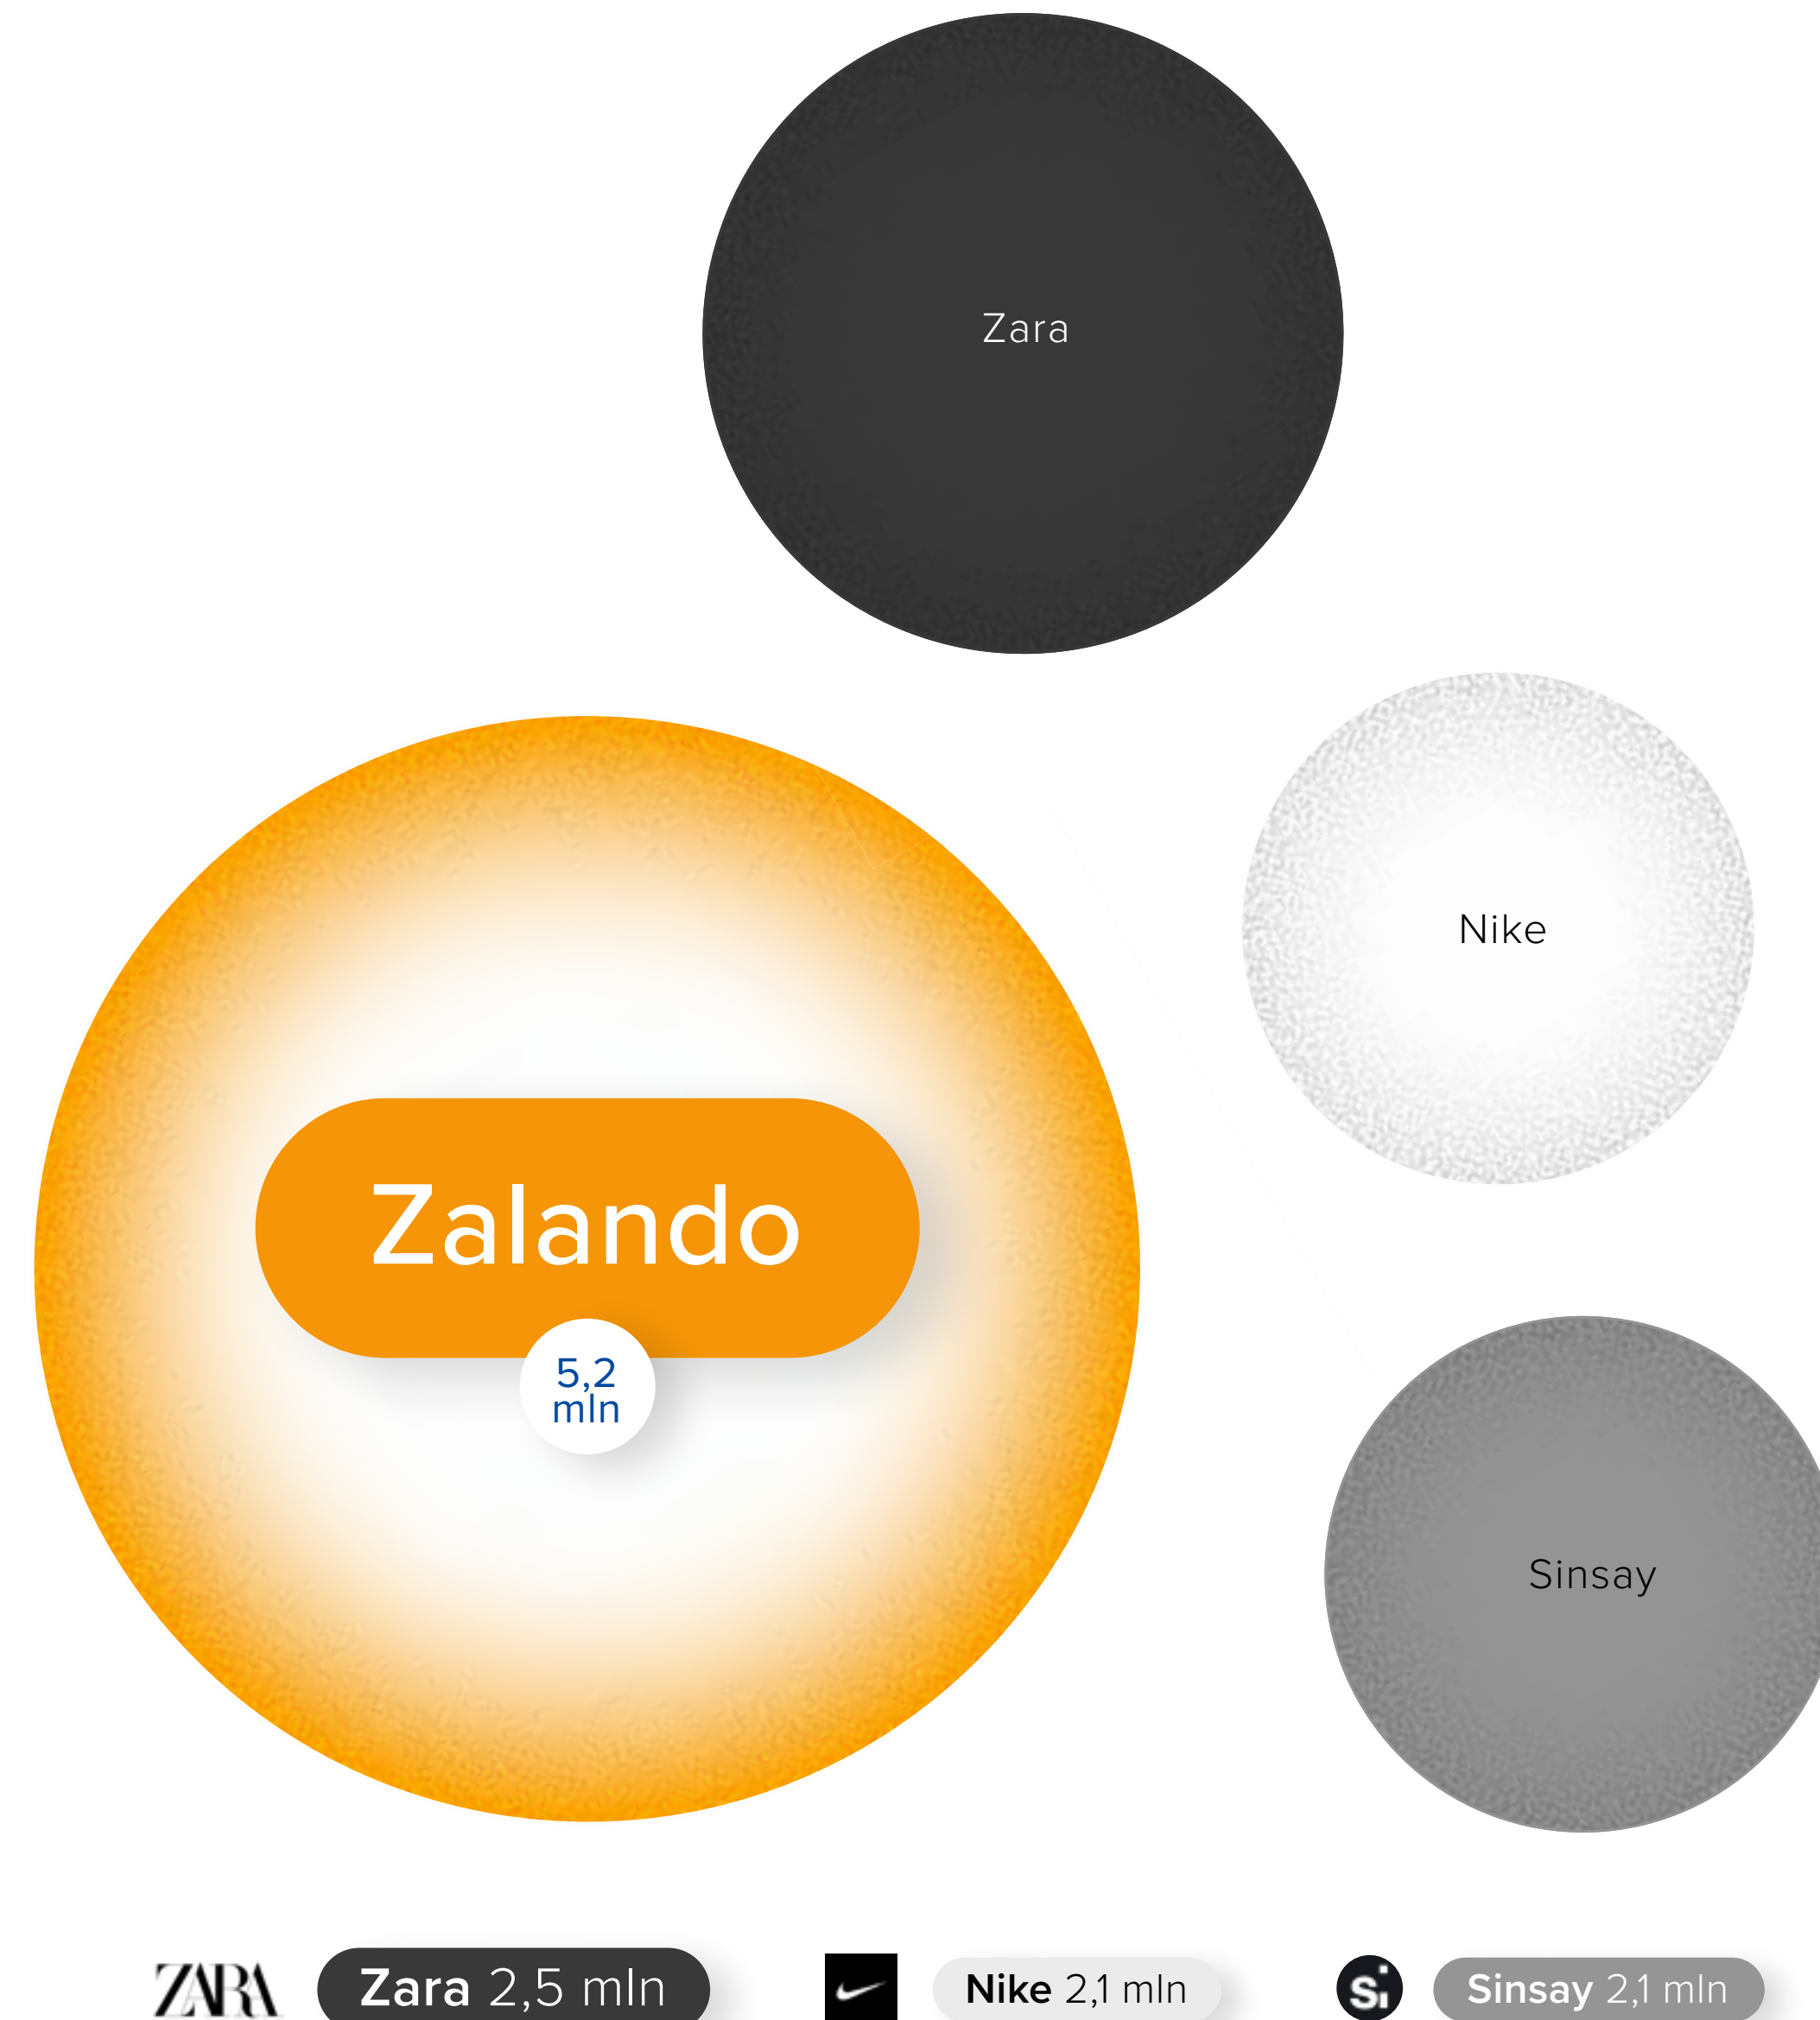 Zara
Nike
Zalando
5,2
mln
Sinsay
ZARA
Zara 2,5 mln
Nike 2,1 mln
Si
Sinsay 2,1 mln